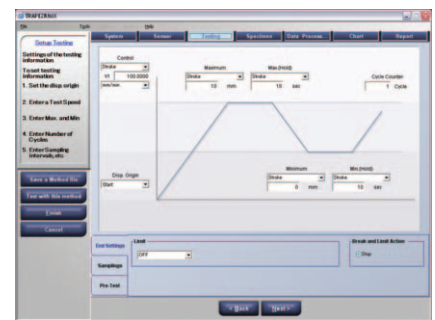 TRAPEZIUMX
File Tools Help
System Sensor Testing Specimen Data Process. Chart Report
Setup Testing
Settings of the testing information
To set testing information
1. Set the disp. origin
2. Enter a Test Speed
3. Enter Max. and Min
4. Enter Number of Cycles
5. Enter Sampling intervals, etc
Save a Method file
Test with this method
Finish
Cancel
Control
Stroke
V1 100.0000
mm/min
Maximum
Stroke
10 mm
Max (Hold)
Stroke
10 sec
Cycle Counter
1 Cycle
Disp. Origin
Start
Minimum
Stroke
0 mm
Min (Hold)
Stroke
10 sec
End Settings
Samplings
Pre-Test
Limit
OFF
Break and Limit Action
Stop
< Back Next >